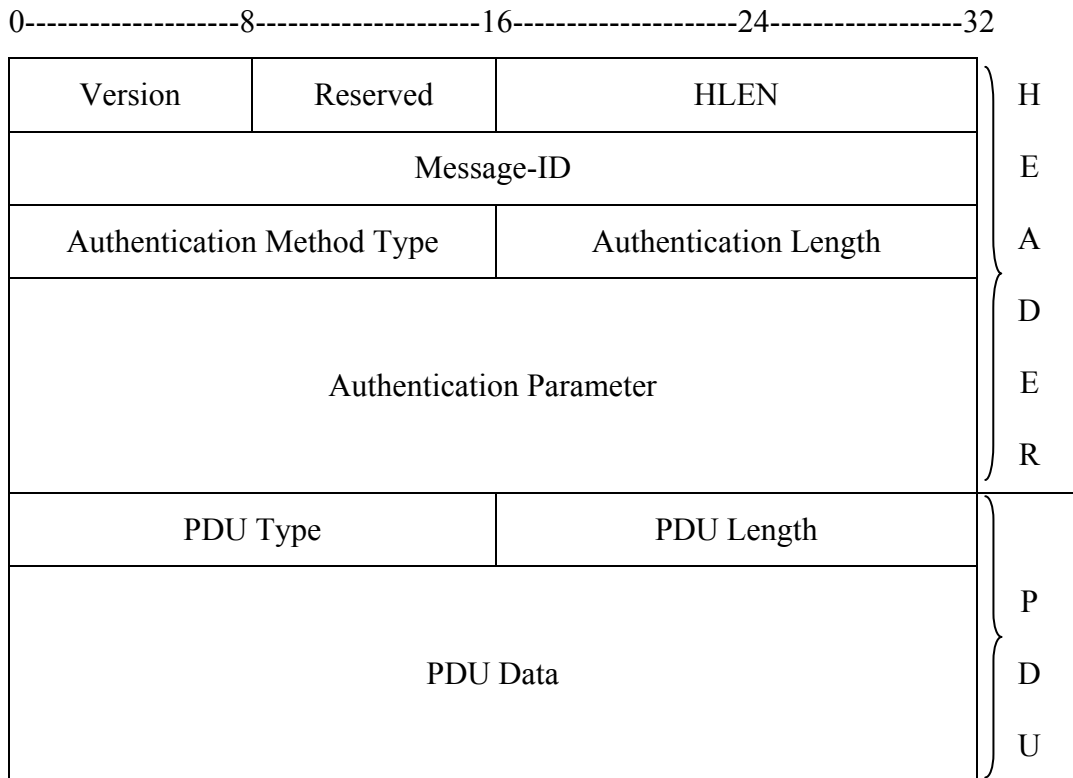 0--------------------8--------------------16--------------------24-----------------32
Version Reserved HLEN H
Message-ID E
Authentication Method Type Authentication Length A
D
Authentication Parameter E
R
PDU Type PDU Length
P
PDU Data D
U